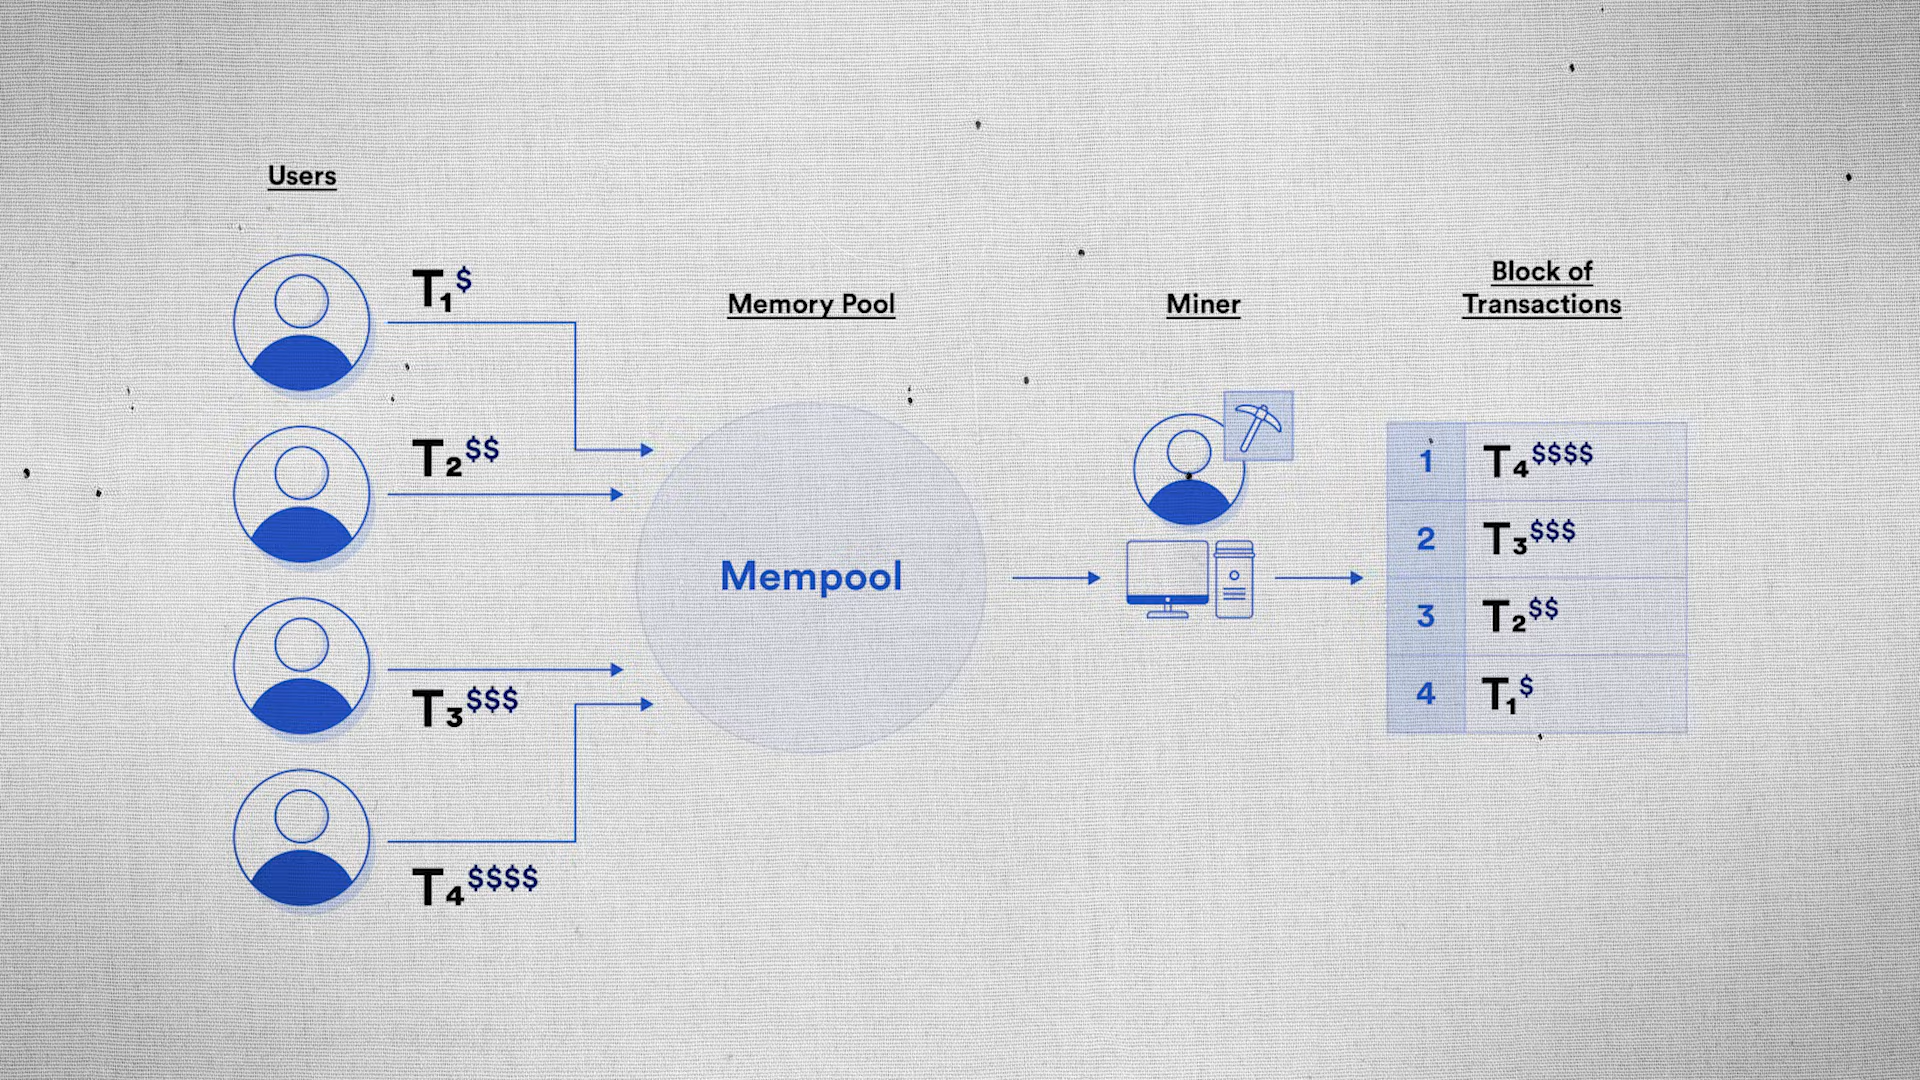 Users
T₁$
T₂$$
T₃$$$
T₄$$$$
Memory Pool
Mempool
Miner
Block of
Transactions
1 T₄$$$$
2 T₃$$$
3 T₂$$
4 T₁$